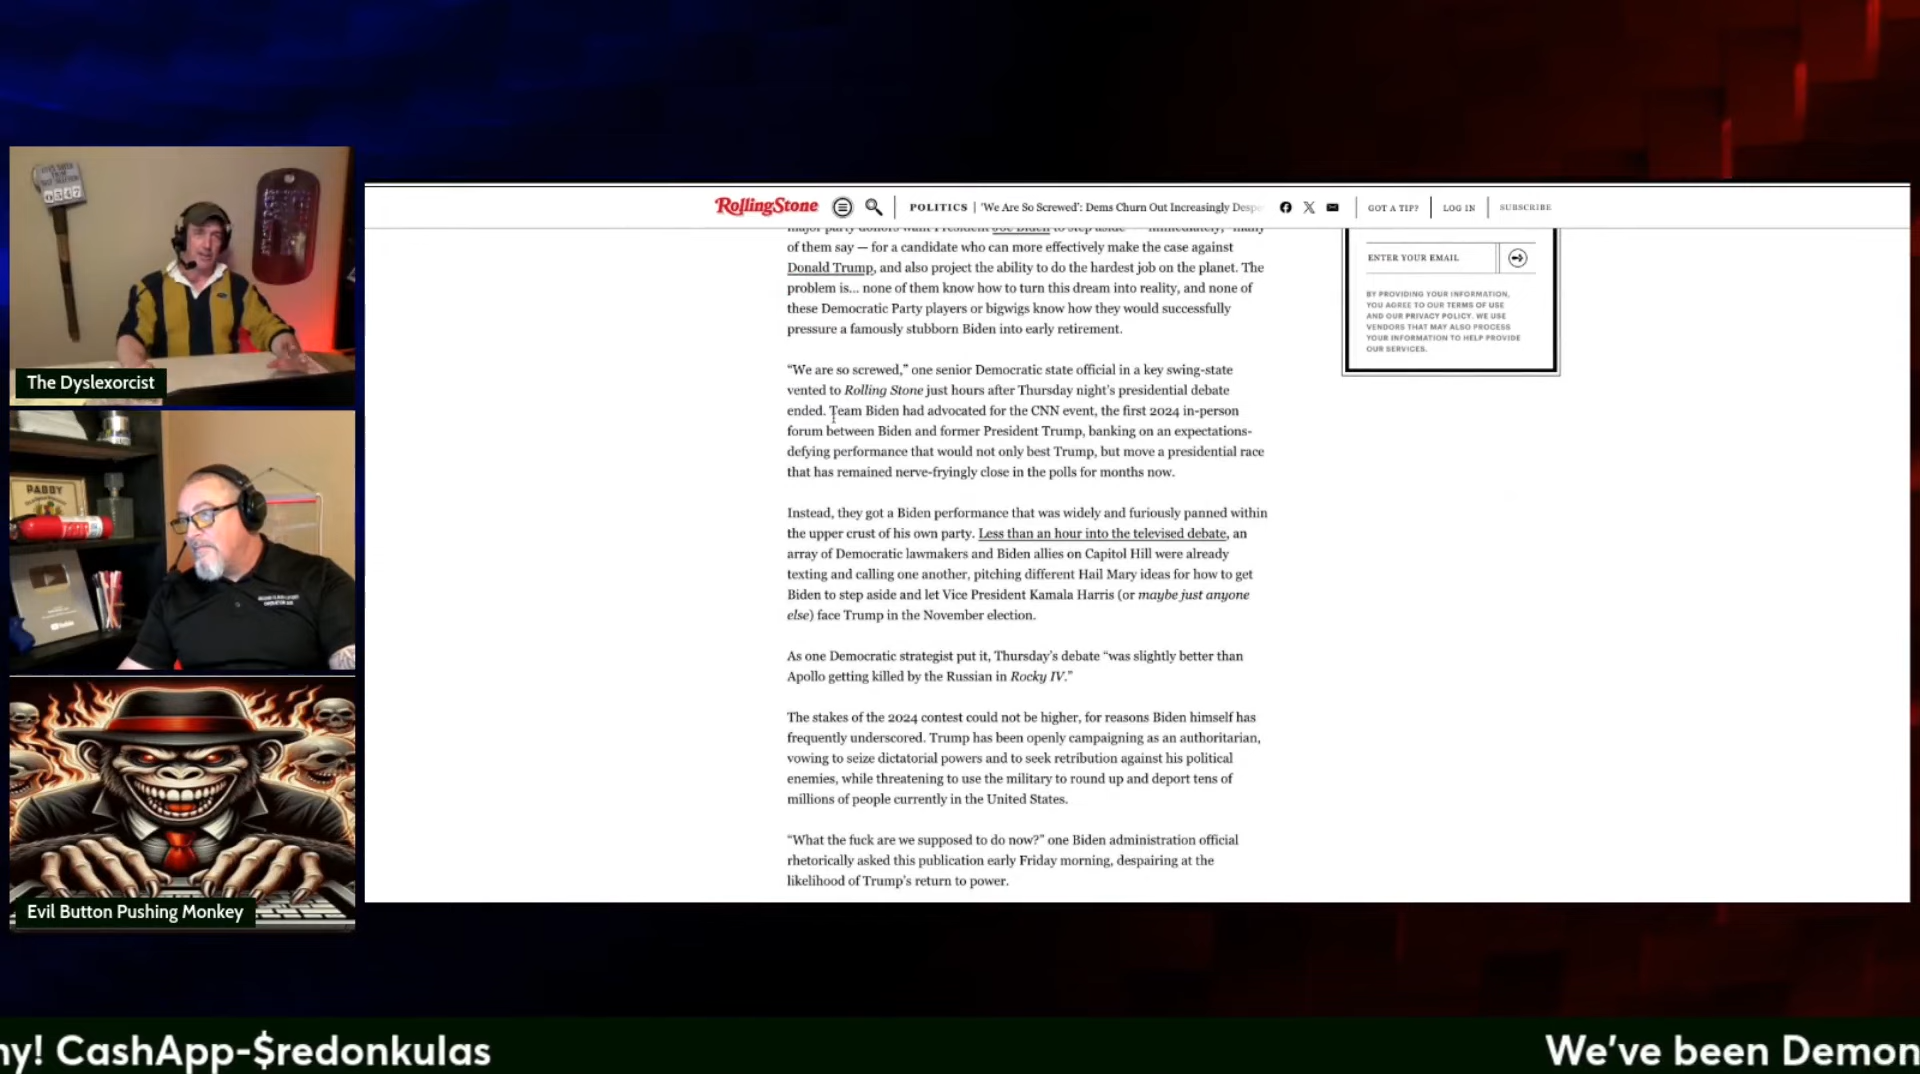 RollingStone
POLITICS | 'We Are So Screwed': Dems Churn Out Increasingly Despe
GOT A TIP?
LOG IN
SUBSCRIBE
major party donors want President Joe Biden to step aside — immediately, many
of them say — for a candidate who can more effectively make the case against
Donald Trump, and also project the ability to do the hardest job on the planet. The
problem is... none of them know how to turn this dream into reality, and none of
these Democratic Party players or bigwigs know how they would successfully
pressure a famously stubborn Biden into early retirement.
“We are so screwed,” one senior Democratic state official in a key swing-state
vented to Rolling Stone just hours after Thursday night’s presidential debate
ended. Team Biden had advocated for the CNN event, the first 2024 in-person
forum between Biden and former President Trump, banking on an expectations-
defying performance that would not only best Trump, but move a presidential race
that has remained nerve-fryingly close in the polls for months now.
Instead, they got a Biden performance that was widely and furiously panned within
the upper crust of his own party. Less than an hour into the televised debate, an
array of Democratic lawmakers and Biden allies on Capitol Hill were already
texting and calling one another, pitching different Hail Mary ideas for how to get
Biden to step aside and let Vice President Kamala Harris (or maybe just anyone
else) face Trump in the November election.
As one Democratic strategist put it, Thursday’s debate “was slightly better than
Apollo getting killed by the Russian in Rocky IV.”
The stakes of the 2024 contest could not be higher, for reasons Biden himself has
frequently underscored. Trump has been openly campaigning as an authoritarian,
vowing to seize dictatorial powers and to seek retribution against his political
enemies, while threatening to use the military to round up and deport tens of
millions of people currently in the United States.
“What the fuck are we supposed to do now?” one Biden administration official
rhetorically asked this publication early Friday morning, despairing at the
likelihood of Trump’s return to power.
ENTER YOUR EMAIL
BY PROVIDING YOUR INFORMATION,
YOU AGREE TO OUR TERMS OF USE
AND OUR PRIVACY POLICY. WE USE
VENDORS THAT MAY ALSO PROCESS
YOUR INFORMATION TO HELP PROVIDE
OUR SERVICES.
The Dyslexorcist
PABBY
YouTube
Evil Button Pushing Monkey
ny! CashApp-$redonkulas
We’ve been Demon